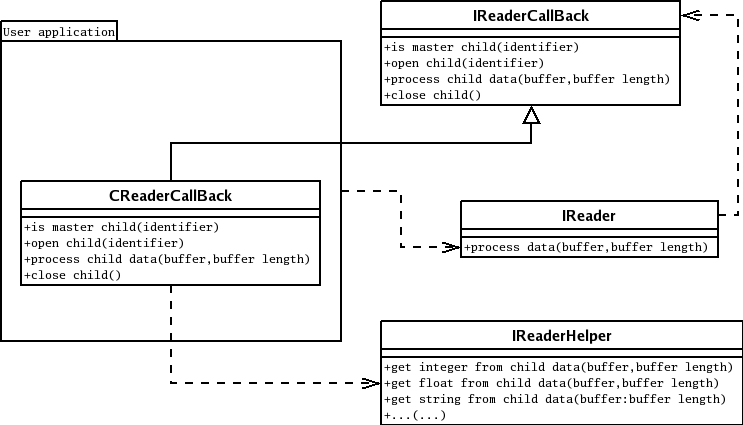 IReaderCallBack
+is master child(identifier)
+open child(identifier)
+process child data(buffer,buffer length)
+close child()
User application
CReaderCallBack
+is master child(identifier)
+open child(identifier)
+process child data(buffer,buffer length)
+close child()
IReader
+process data(buffer,buffer length)
IReaderHelper
+get integer from child data(buffer,buffer length)
+get float from child data(buffer,buffer length)
+get string from child data(buffer:buffer length)
+...(...)